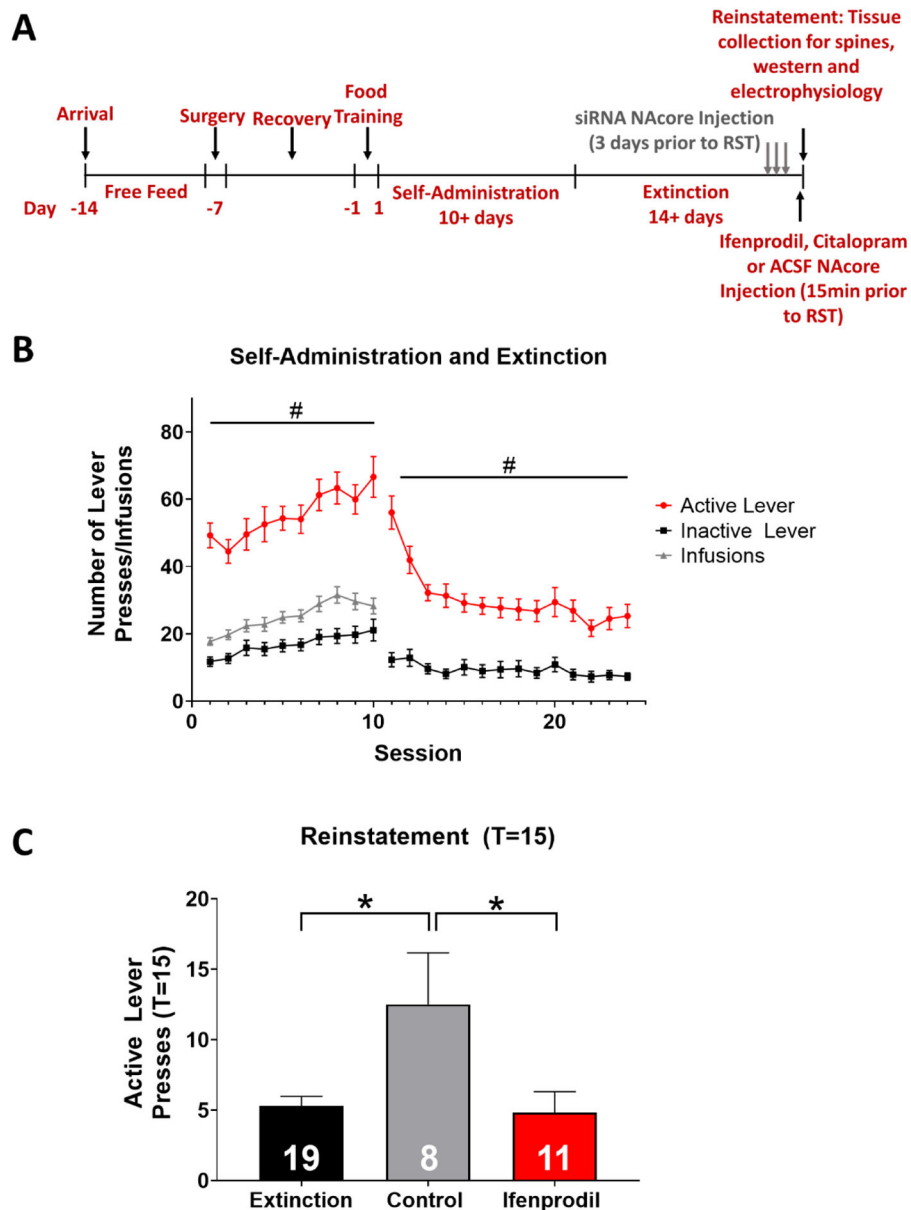 A
Reinstatement: Tissue
collection for spines,
western and
electrophysiology
Arrival
Surgery
Recovery
Food
Training
siRNA NAcore Injection
(3 days prior to RST)
Free Feed
Self-Administration
10+ days
Extinction
14+ days
Day -14 -7 -1 1
Ifenprodil, Citalopram
or ACSF NAcore
Injection (15min prior
to RST)
B
Self-Administration and Extinction
Number of Lever
Presses/Infusions
80
60
40
20
0
# #
Active Lever
Inactive Lever
Infusions
0 10 20
Session
C
Reinstatement (T=15)
Active Lever
Presses (T=15)
20
15
10
5
0
* *
19 8 11
Extinction Control Ifenprodil